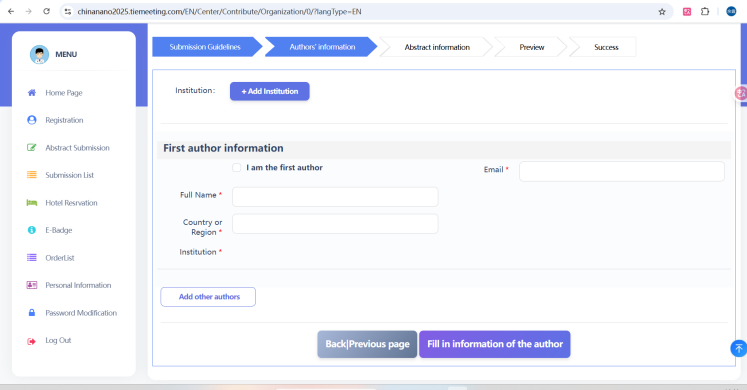 chinanano2025.tiemeeting.com/EN/Center/Contribute/Organization/0/?langType=EN
MENU
Home Page
Registration
Abstract Submission
Submission List
Hotel Resrvation
E-Badge
OrderList
Personal Information
Password Modification
Log Out
Submission Guidelines
Authors' information
Abstract information
Preview
Success
Institution:
+ Add Institution
First author information
I am the first author
Email *
Full Name *
Country or
Region *
Institution *
Add other authors
Back|Previous page
Fill in information of the author